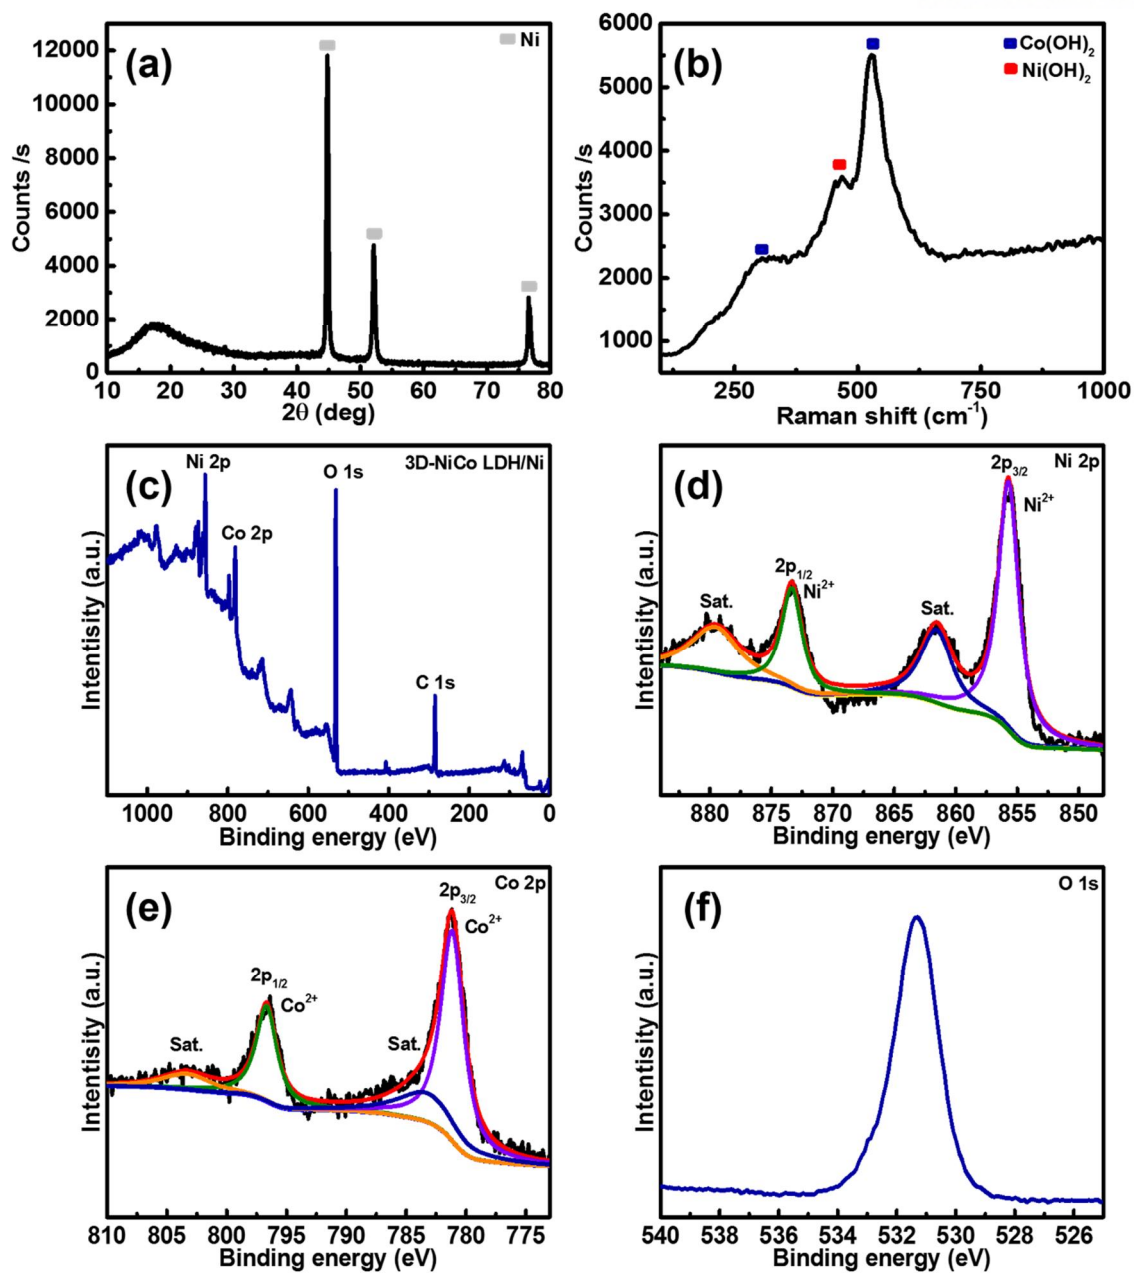 (a)
Ni
Counts /s
12000
10000
8000
6000
4000
2000
0
10 20 30 40 50 60 70 80
2θ (deg)
(b)
Co(OH)₂
Ni(OH)₂
Counts /s
6000
5000
4000
3000
2000
1000
250 500 750 1000
Raman shift (cm⁻¹)
(c)
3D-NiCo LDH/Ni
Ni 2p
O 1s
Co 2p
C 1s
Intentisity (a.u.)
1000 800 600 400 200 0
Binding energy (eV)
(d)
Ni 2p
2p₃/₂
Ni²⁺
2p₁/₂
Ni²⁺
Sat.
Sat.
Intentisity (a.u.)
880 875 870 865 860 855 850
Binding energy (eV)
(e)
Co 2p
2p₃/₂
Co²⁺
2p₁/₂
Co²⁺
Sat.
Sat.
Intentisity (a.u.)
810 805 800 795 790 785 780 775
Binding energy (eV)
(f)
O 1s
Intentisity (a.u.)
540 538 536 534 532 530 528 526
Binding energy (eV)